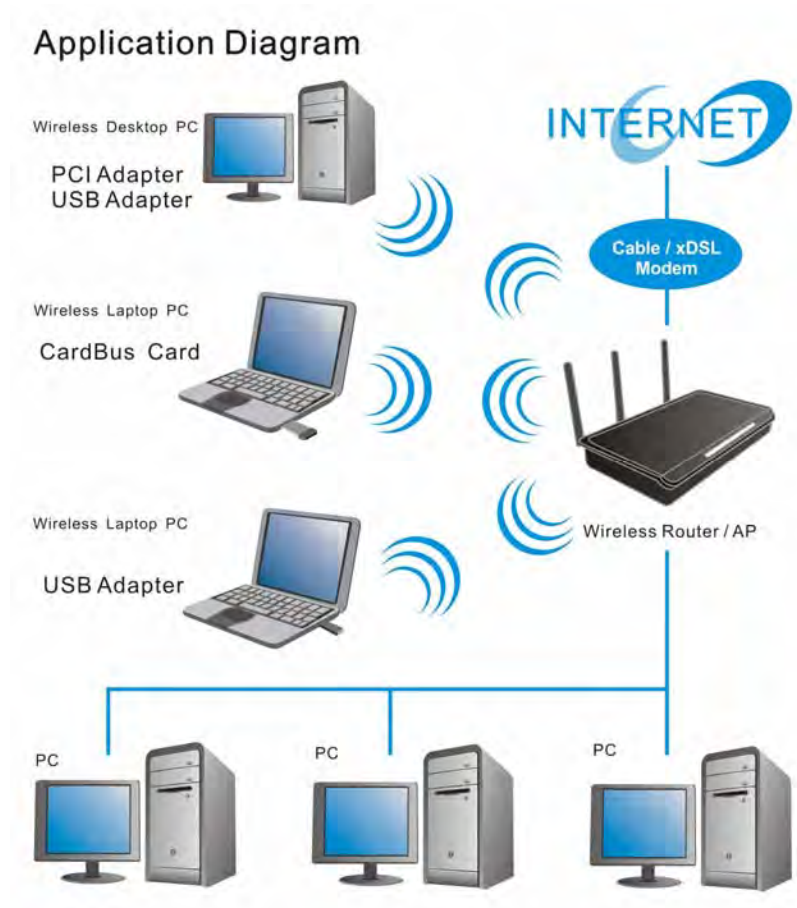 Application Diagram
Wireless Desktop PC
PCI Adapter
USB Adapter
INTERNET
Cable / xDSL
Modem
Wireless Laptop PC
CardBus Card
Wireless Router / AP
Wireless Laptop PC
USB Adapter
PC
PC
PC